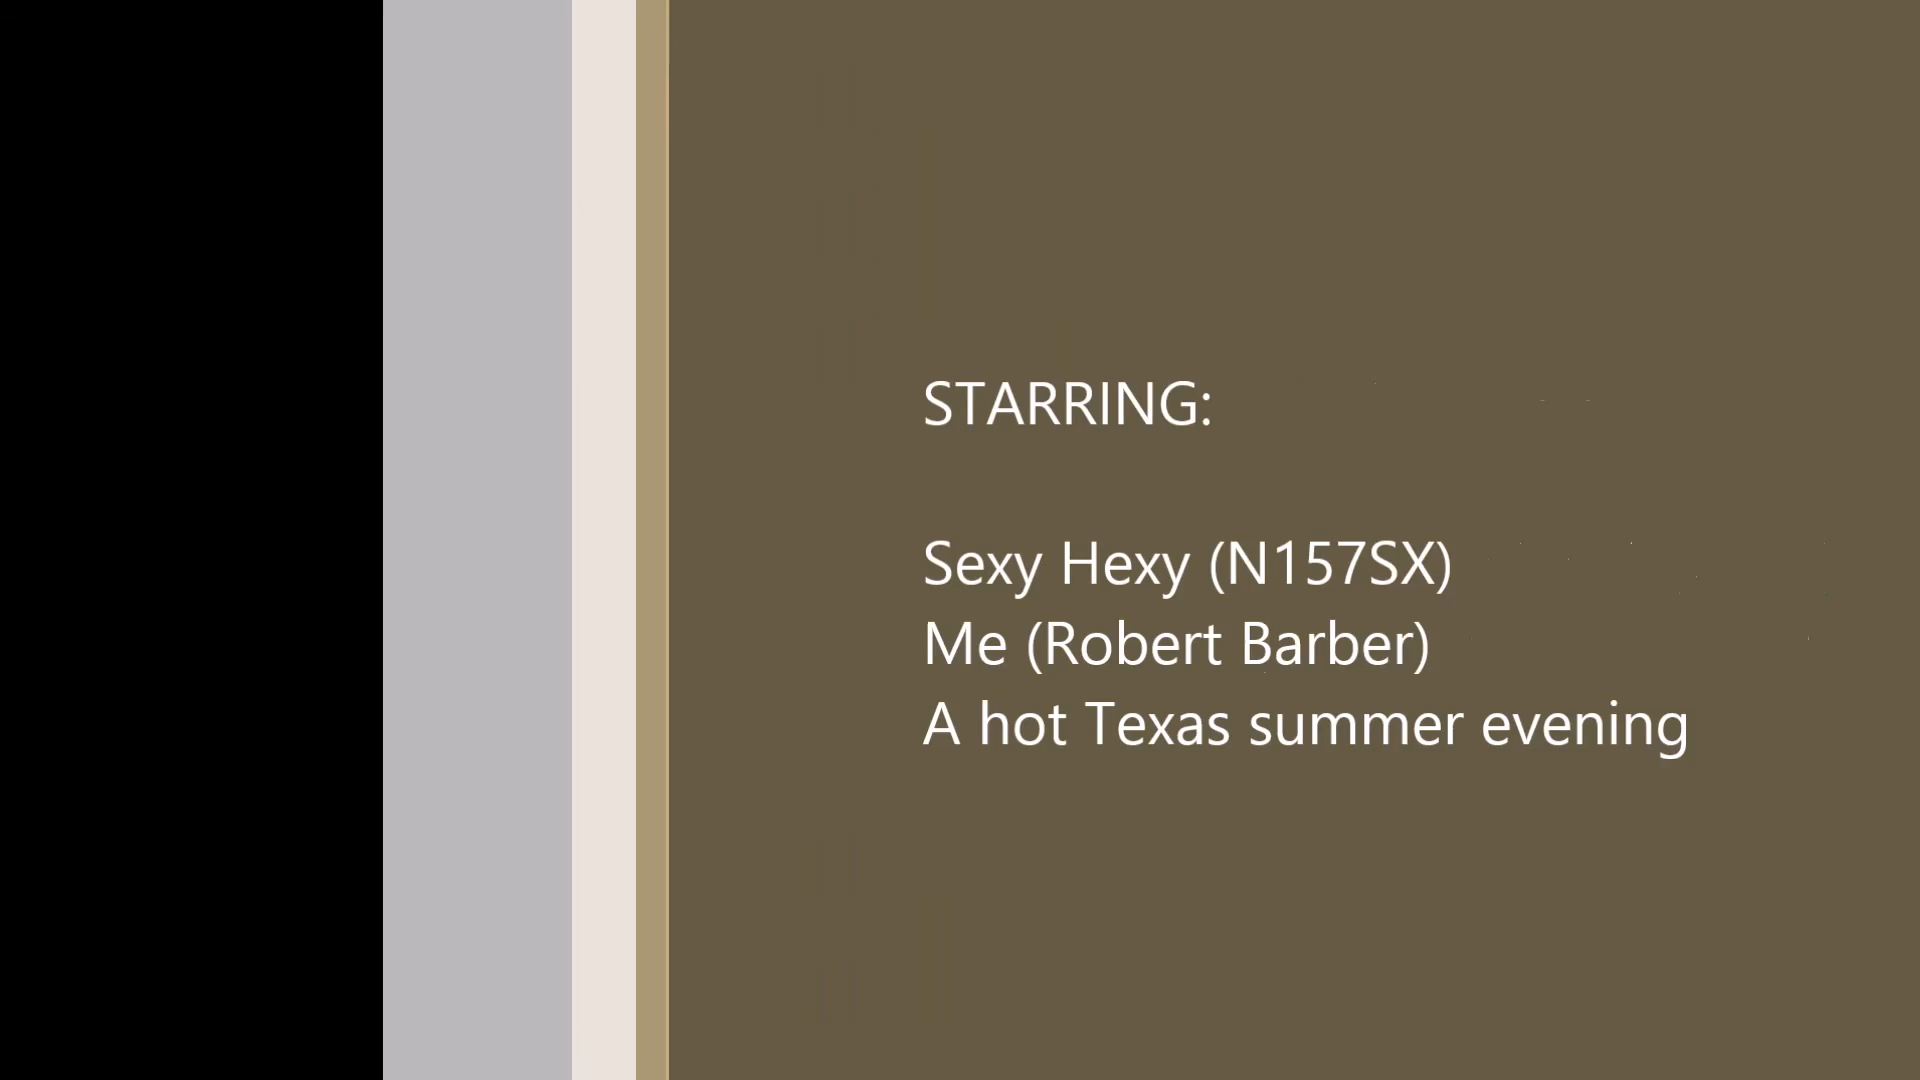 STARRING:
Sexy Hexy (N157SX)
Me (Robert Barber)
A hot Texas summer evening